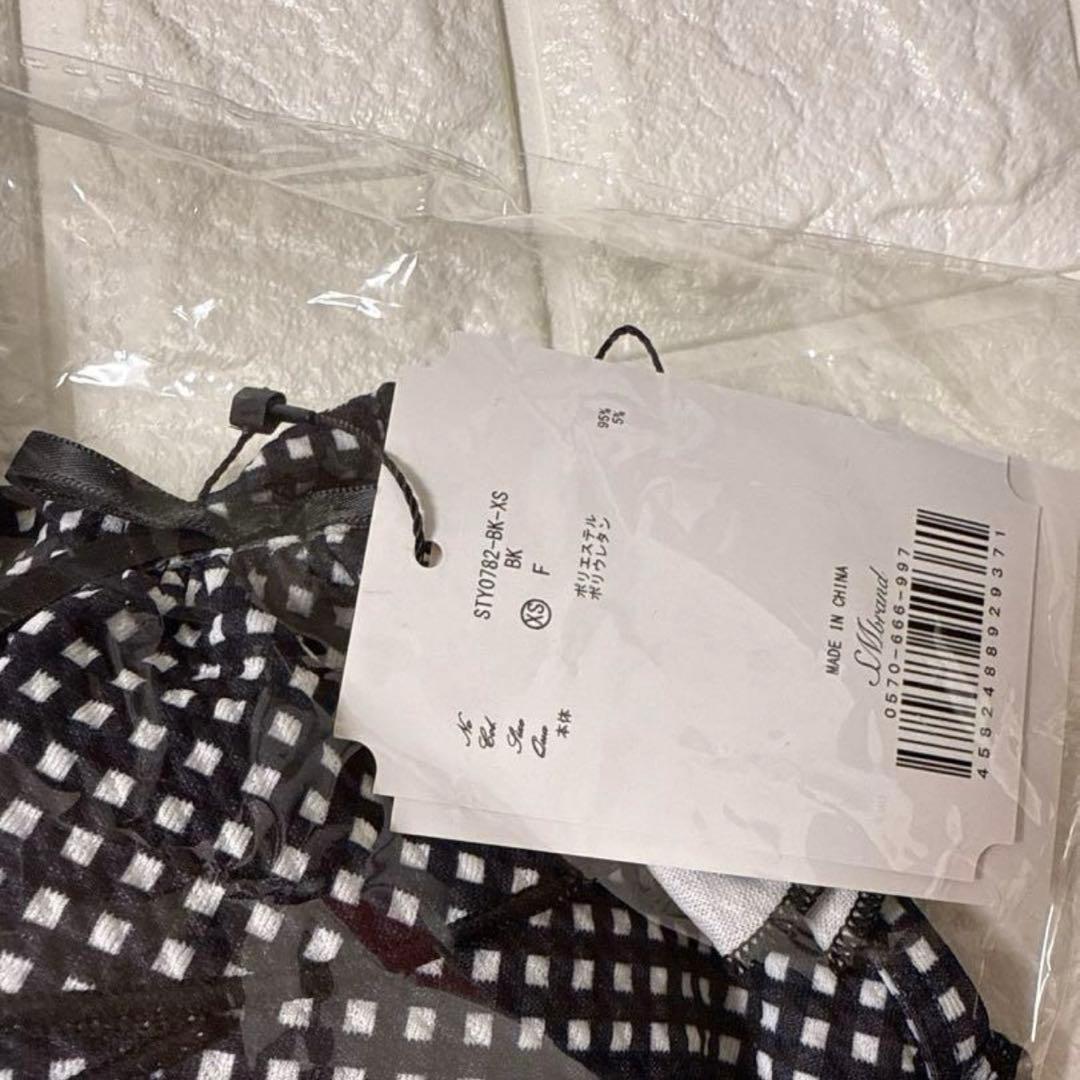 No STY0782-BK-XS
Col. BK
Size XS F
本体 ポリエステル 95%
ポリウレタン 5%
MADE IN CHINA
SMbrand
0570-666-997
4582488929371